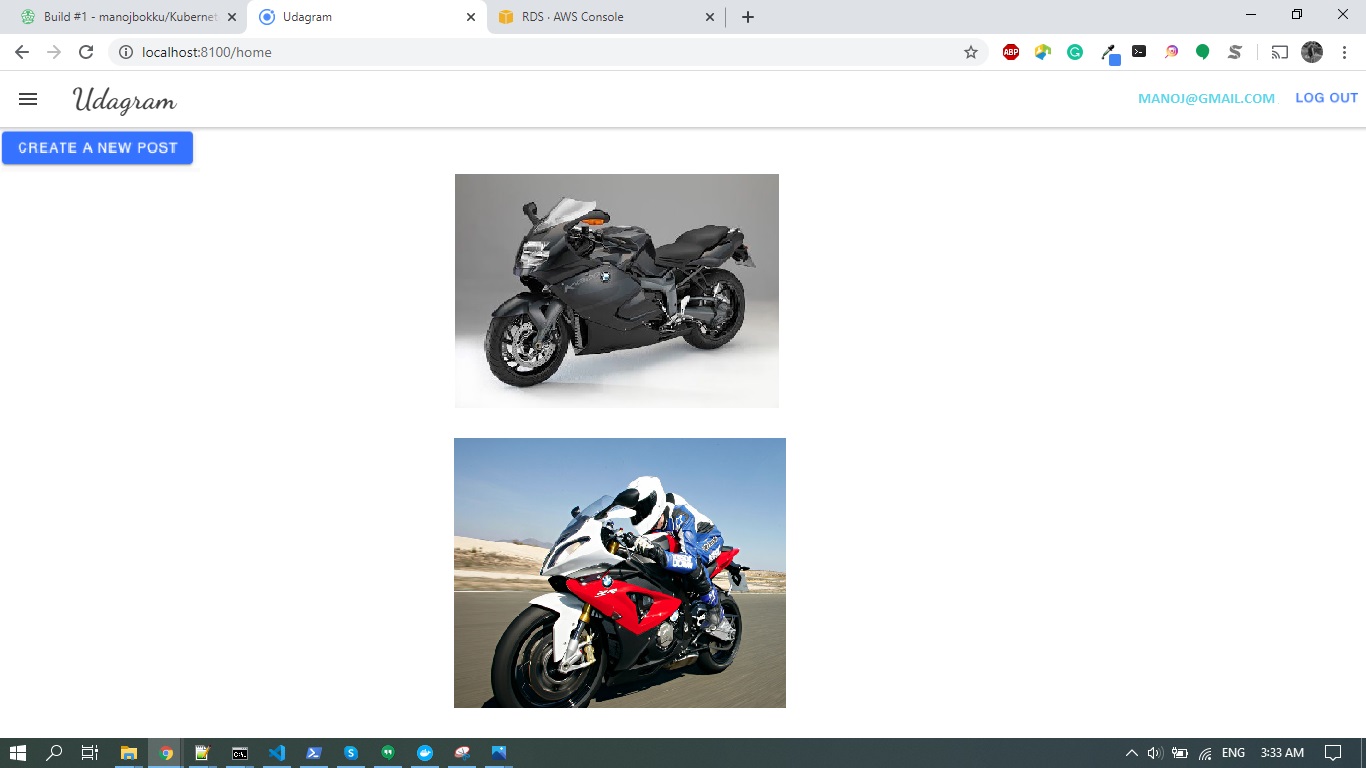 Build #1 - manojbokku/Kubernet
Udagram
RDS · AWS Console
localhost:8100/home
ABP
Udagram
MANOJ@GMAIL.COM
LOG OUT
CREATE A NEW POST
ENG
3:33 AM